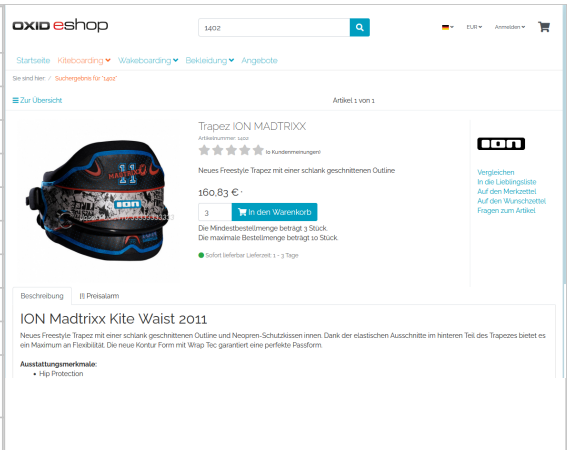 OXID eshop
1402
EUR
Anmelden
Startseite Kiteboarding Wakeboarding Bekleidung Angebote
Sie sind hier: / Suchergebnis für "1402"
Zur Übersicht
Artikel 1 von 1
Trapez ION MADTRIXX
Artikelnummer: 1402
(0 Kundenmeinungen)
Neues Freestyle Trapez mit einer schlank geschnittenen Outline
160,83 € *
3 In den Warenkorb
Die Mindestbestellmenge beträgt 3 Stück.
Die maximale Bestellmenge beträgt 10 Stück.
Sofort lieferbar Lieferzeit: 1 - 3 Tage
MADTRIXX
11
ION
ION
Vergleichen
In die Lieblingsliste
Auf den Merkzettel
Auf den Wunschzettel
Fragen zum Artikel
Beschreibung [!] Preisalarm
ION Madtrixx Kite Waist 2011
Neues Freestyle Trapez mit einer schlank geschnittenen Outline und Neopren-Schutzkissen innen. Dank der elastischen Ausschnitte im hinteren Teil des Trapezes bietet es
ein Maximum an Flexibilität. Die neue Kontur Form mit Wrap Tec garantiert eine perfekte Passform.
Ausstattungsmerkmale:
Hip Protection